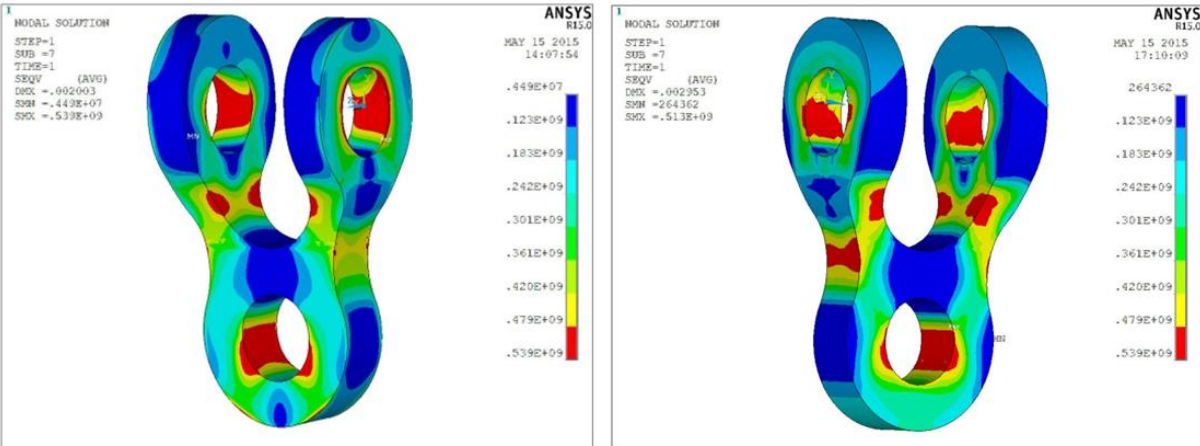 1
NODAL SOLUTION
STEP=1
SUB =7
TIME=1
SEQV (AVG)
DMX =.002003
SMN =.449E+07
SMX =.539E+09
ANSYS
R15.0
MAY 15 2015
14:07:54
.449E+07
.123E+09
.183E+09
.242E+09
.301E+09
.361E+09
.420E+09
.479E+09
.539E+09
MN
1
NODAL SOLUTION
STEP=1
SUB =7
TIME=1
SEQV (AVG)
DMX =.002953
SMN =264362
SMX =.513E+09
ANSYS
R15.0
MAY 15 2015
17:10:09
264362
.123E+09
.183E+09
.242E+09
.301E+09
.361E+09
.420E+09
.479E+09
.539E+09
MN